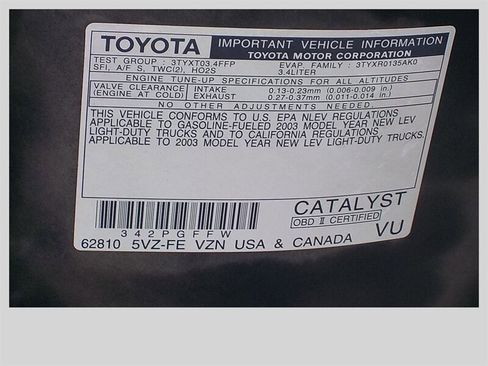 TOYOTA
IMPORTANT VEHICLE INFORMATION
TOYOTA MOTOR CORPORATION
TEST GROUP : 3TYXT03.4FFP EVAP. FAMILY : 3TYXR0135AK0
SFI, A/F S, TWC(2), HO2S 3.4LITER
ENGINE TUNE-UP SPECIFICATIONS FOR ALL ALTITUDES
VALVE CLEARANCE INTAKE 0.13-0.23mm (0.006-0.009 in.)
(ENGINE AT COLD) EXHAUST 0.27-0.37mm (0.011-0.014 in.)
NO OTHER ADJUSTMENTS NEEDED.
THIS VEHICLE CONFORMS TO U.S. EPA NLEV REGULATIONS
APPLICABLE TO GASOLINE-FUELED 2003 MODEL YEAR NEW LEV
LIGHT-DUTY TRUCKS AND TO CALIFORNIA REGULATIONS
APPLICABLE TO 2003 MODEL YEAR NEW LEV LIGHT-DUTY TRUCKS.
CATALYST
OBD II CERTIFIED
342PGFFW
62810 5VZ-FE VZN USA & CANADA VU